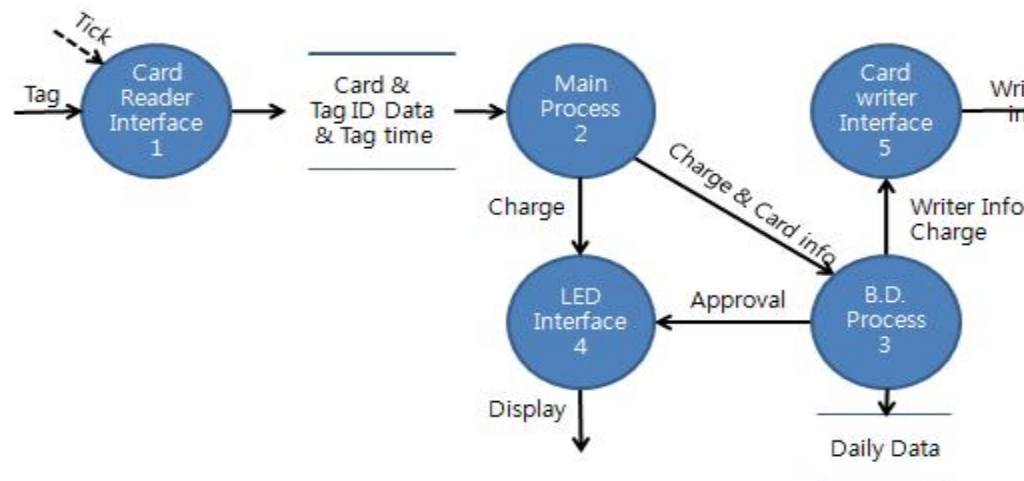 Tick
Tag
Card
Reader
Interface
1
Card &
Tag ID Data
& Tag time
Main
Process
2
Charge & Card info
Charge
Card
writer
Interface
5
Writer Info
Charge
LED
Interface
4
Approval
B.D.
Process
3
Display
Daily Data